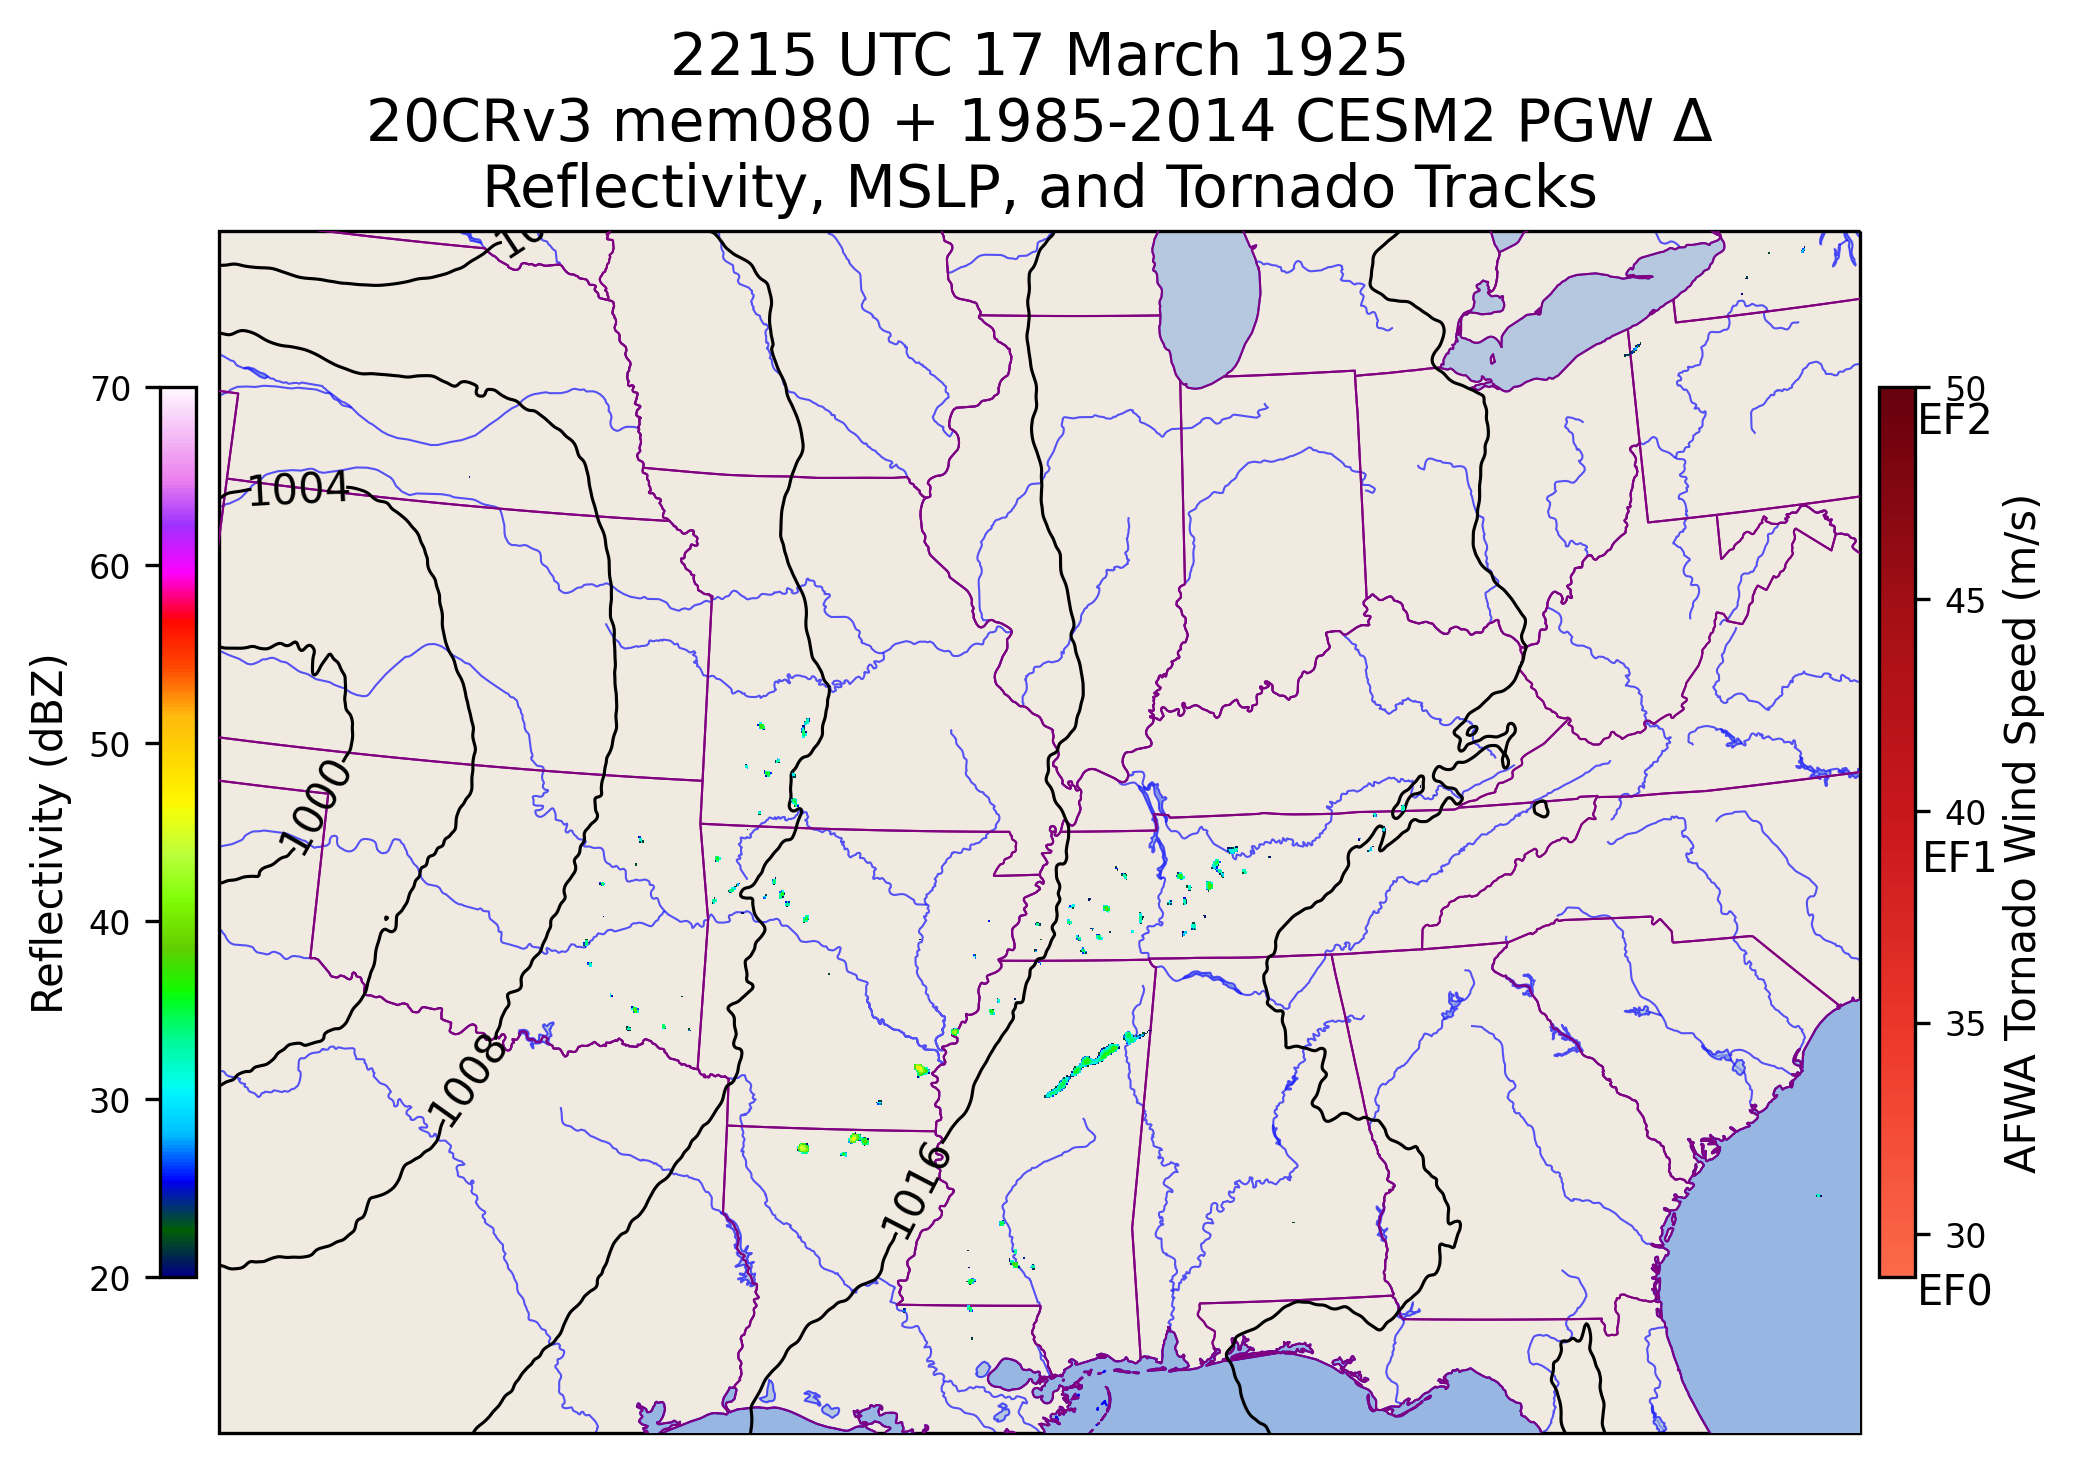 2215 UTC 17 March 1925
20CRv3 mem080 + 1985-2014 CESM2 PGW Δ
Reflectivity, MSLP, and Tornado Tracks
1004
1000
1008
1016
Reflectivity (dBZ)
70
60
50
40
30
20
50
EF2
45
40
EF1
35
30
EF0
AFWA Tornado Wind Speed (m/s)